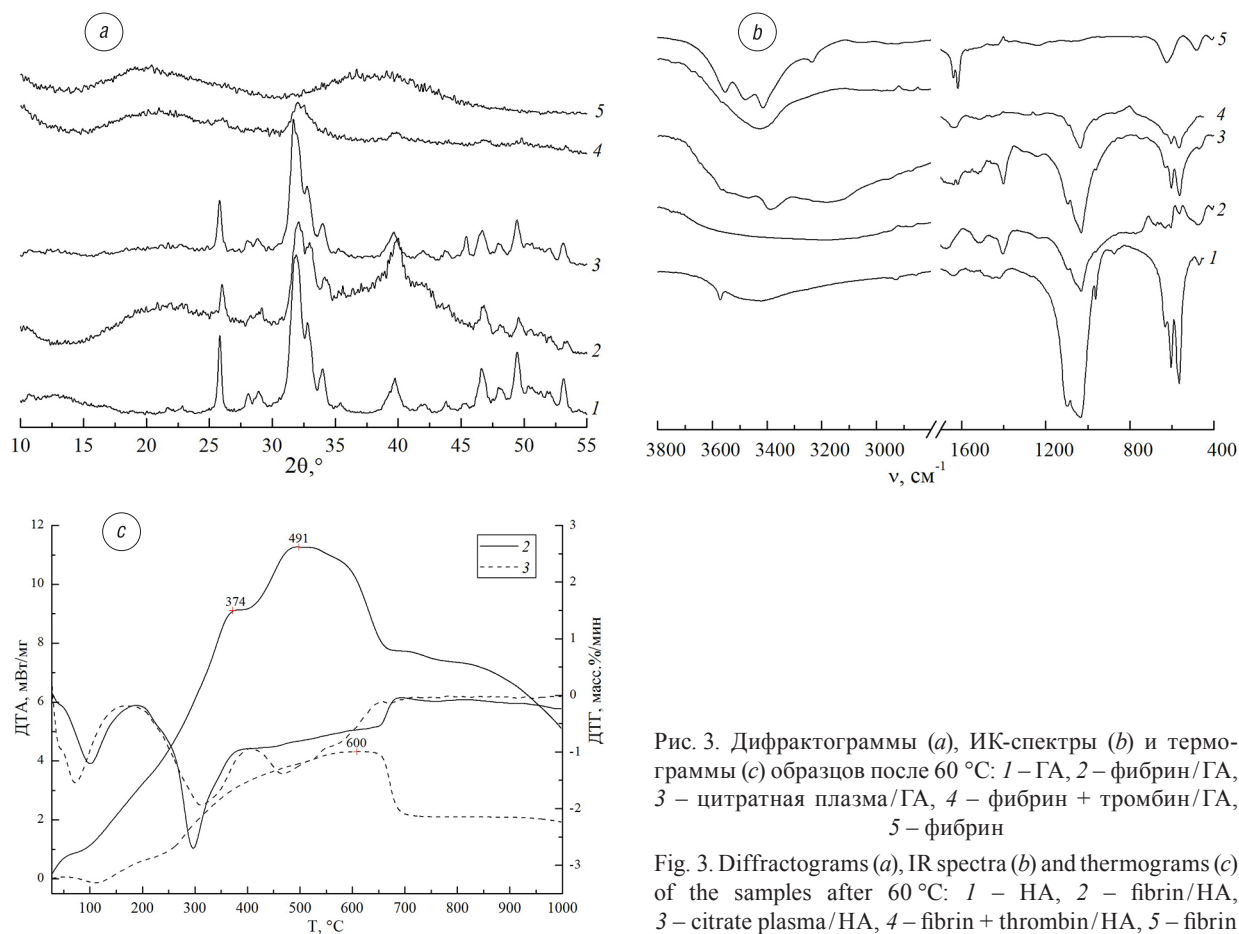 a
5
4
3
2
1
10 15 20 25 30 35 40 45 50 55
2θ,°
b
5
4
3
2
1
3800 3600 3400 3200 3000 1600 1200 800 400
ν, см⁻¹
c
12
10
8
6
4
2
0
ДТА, мВт/мг
374
491
600
2
3
3
2
1
0
-1
-2
-3
ДТГ, масс.%/мин
100 200 300 400 500 600 700 800 900 1000
T, °C
Рис. 3. Дифрактограммы (a), ИК-спектры (b) и термо-
граммы (c) образцов после 60 °C: 1 – ГА, 2 – фибрин/ГА,
3 – цитратная плазма/ГА, 4 – фибрин + тромбин/ГА,
5 – фибрин
Fig. 3. Diffractograms (a), IR spectra (b) and thermograms (c)
of the samples after 60 °C: 1 – HA, 2 – fibrin/HA,
3 – citrate plasma/HA, 4 – fibrin + thrombin/HA, 5 – fibrin